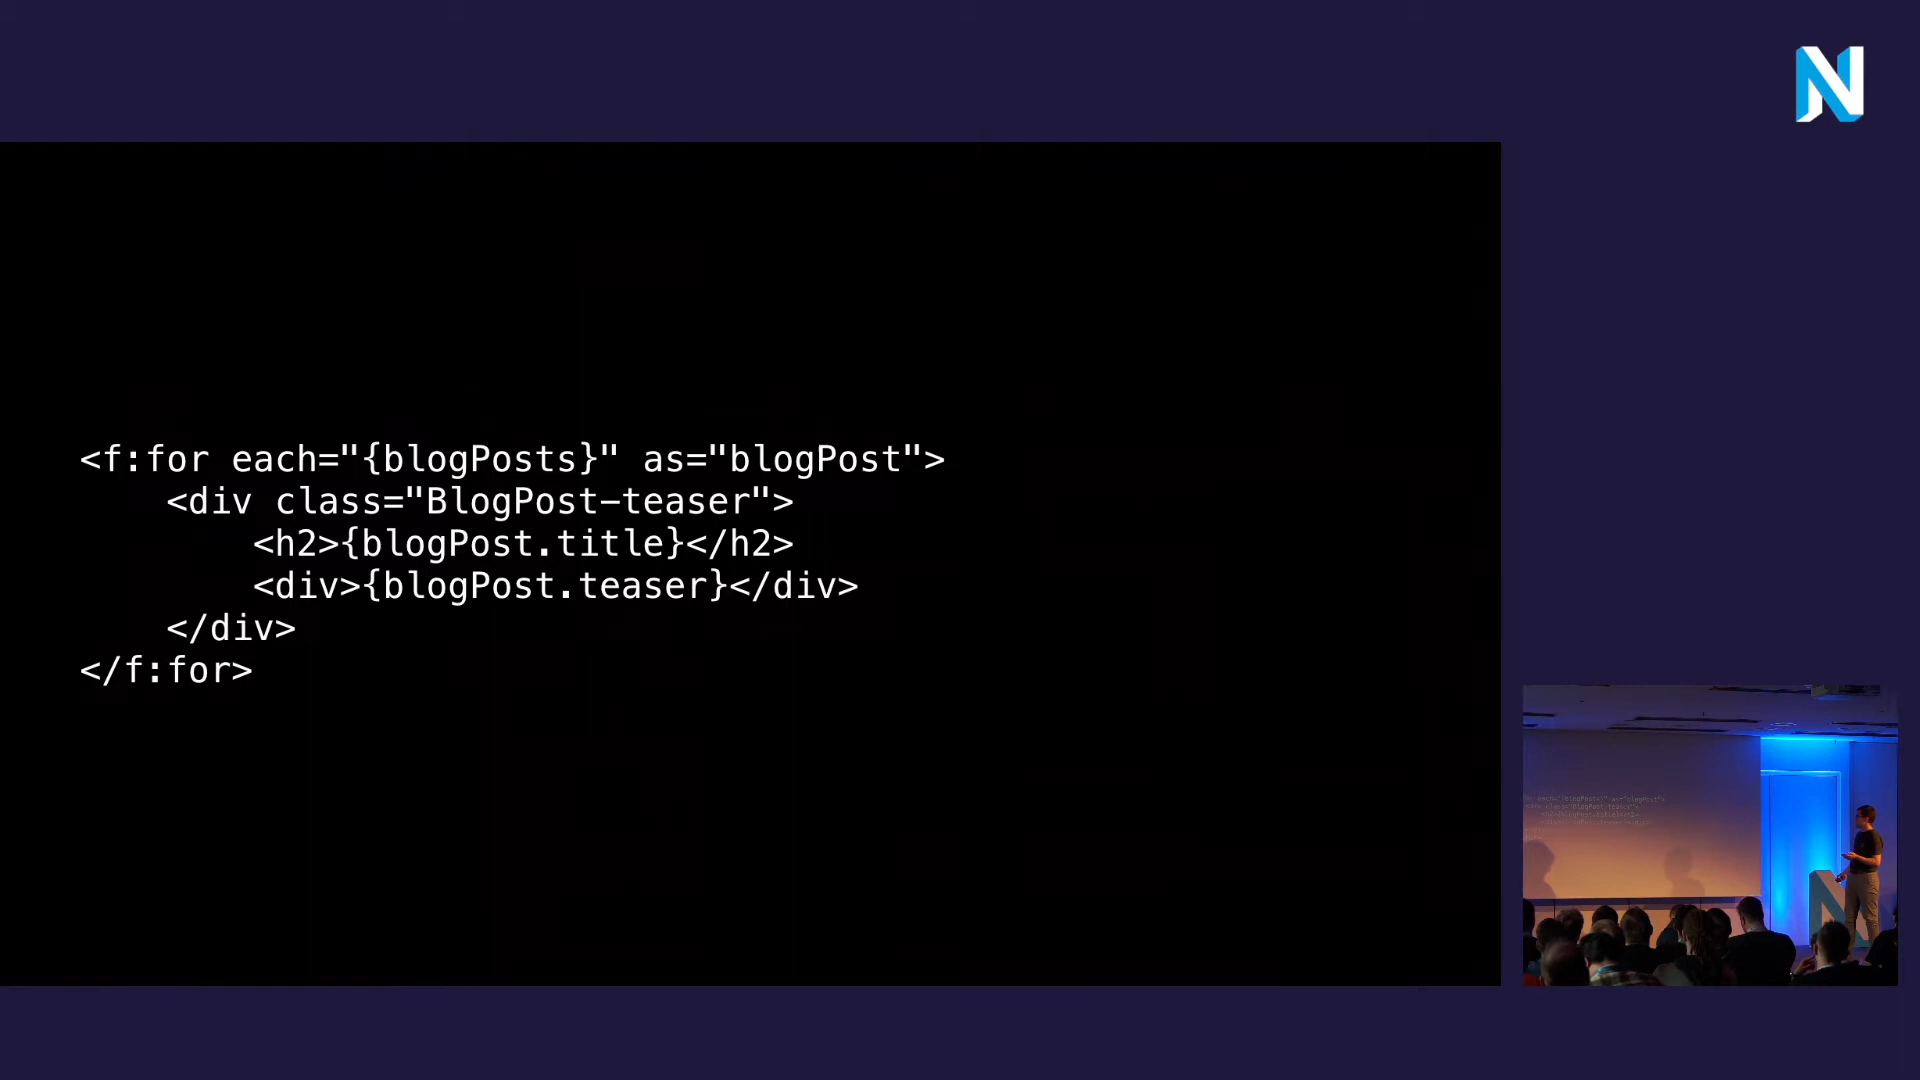 <f:for each="{blogPosts}" as="blogPost">
    <div class="BlogPost-teaser">
        <h2>{blogPost.title}</h2>
        <div>{blogPost.teaser}</div>
    </div>
</f:for>